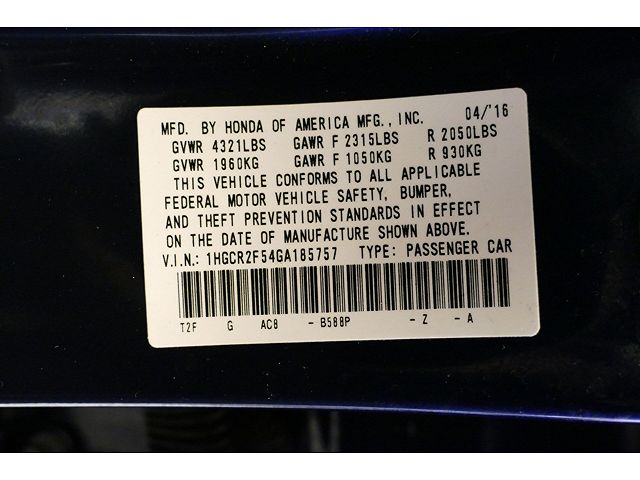 MFD. BY HONDA OF AMERICA MFG., INC. 04/'16
GVWR 4321LBS GAWR F 2315LBS R 2050LBS
GVWR 1960KG GAWR F 1050KG R 930KG
THIS VEHICLE CONFORMS TO ALL APPLICABLE
FEDERAL MOTOR VEHICLE SAFETY, BUMPER,
AND THEFT PREVENTION STANDARDS IN EFFECT
ON THE DATE OF MANUFACTURE SHOWN ABOVE.
V.I.N.: 1HGCR2F54GA185757 TYPE: PASSENGER CAR
T2F G AC8 - B588P - Z - A